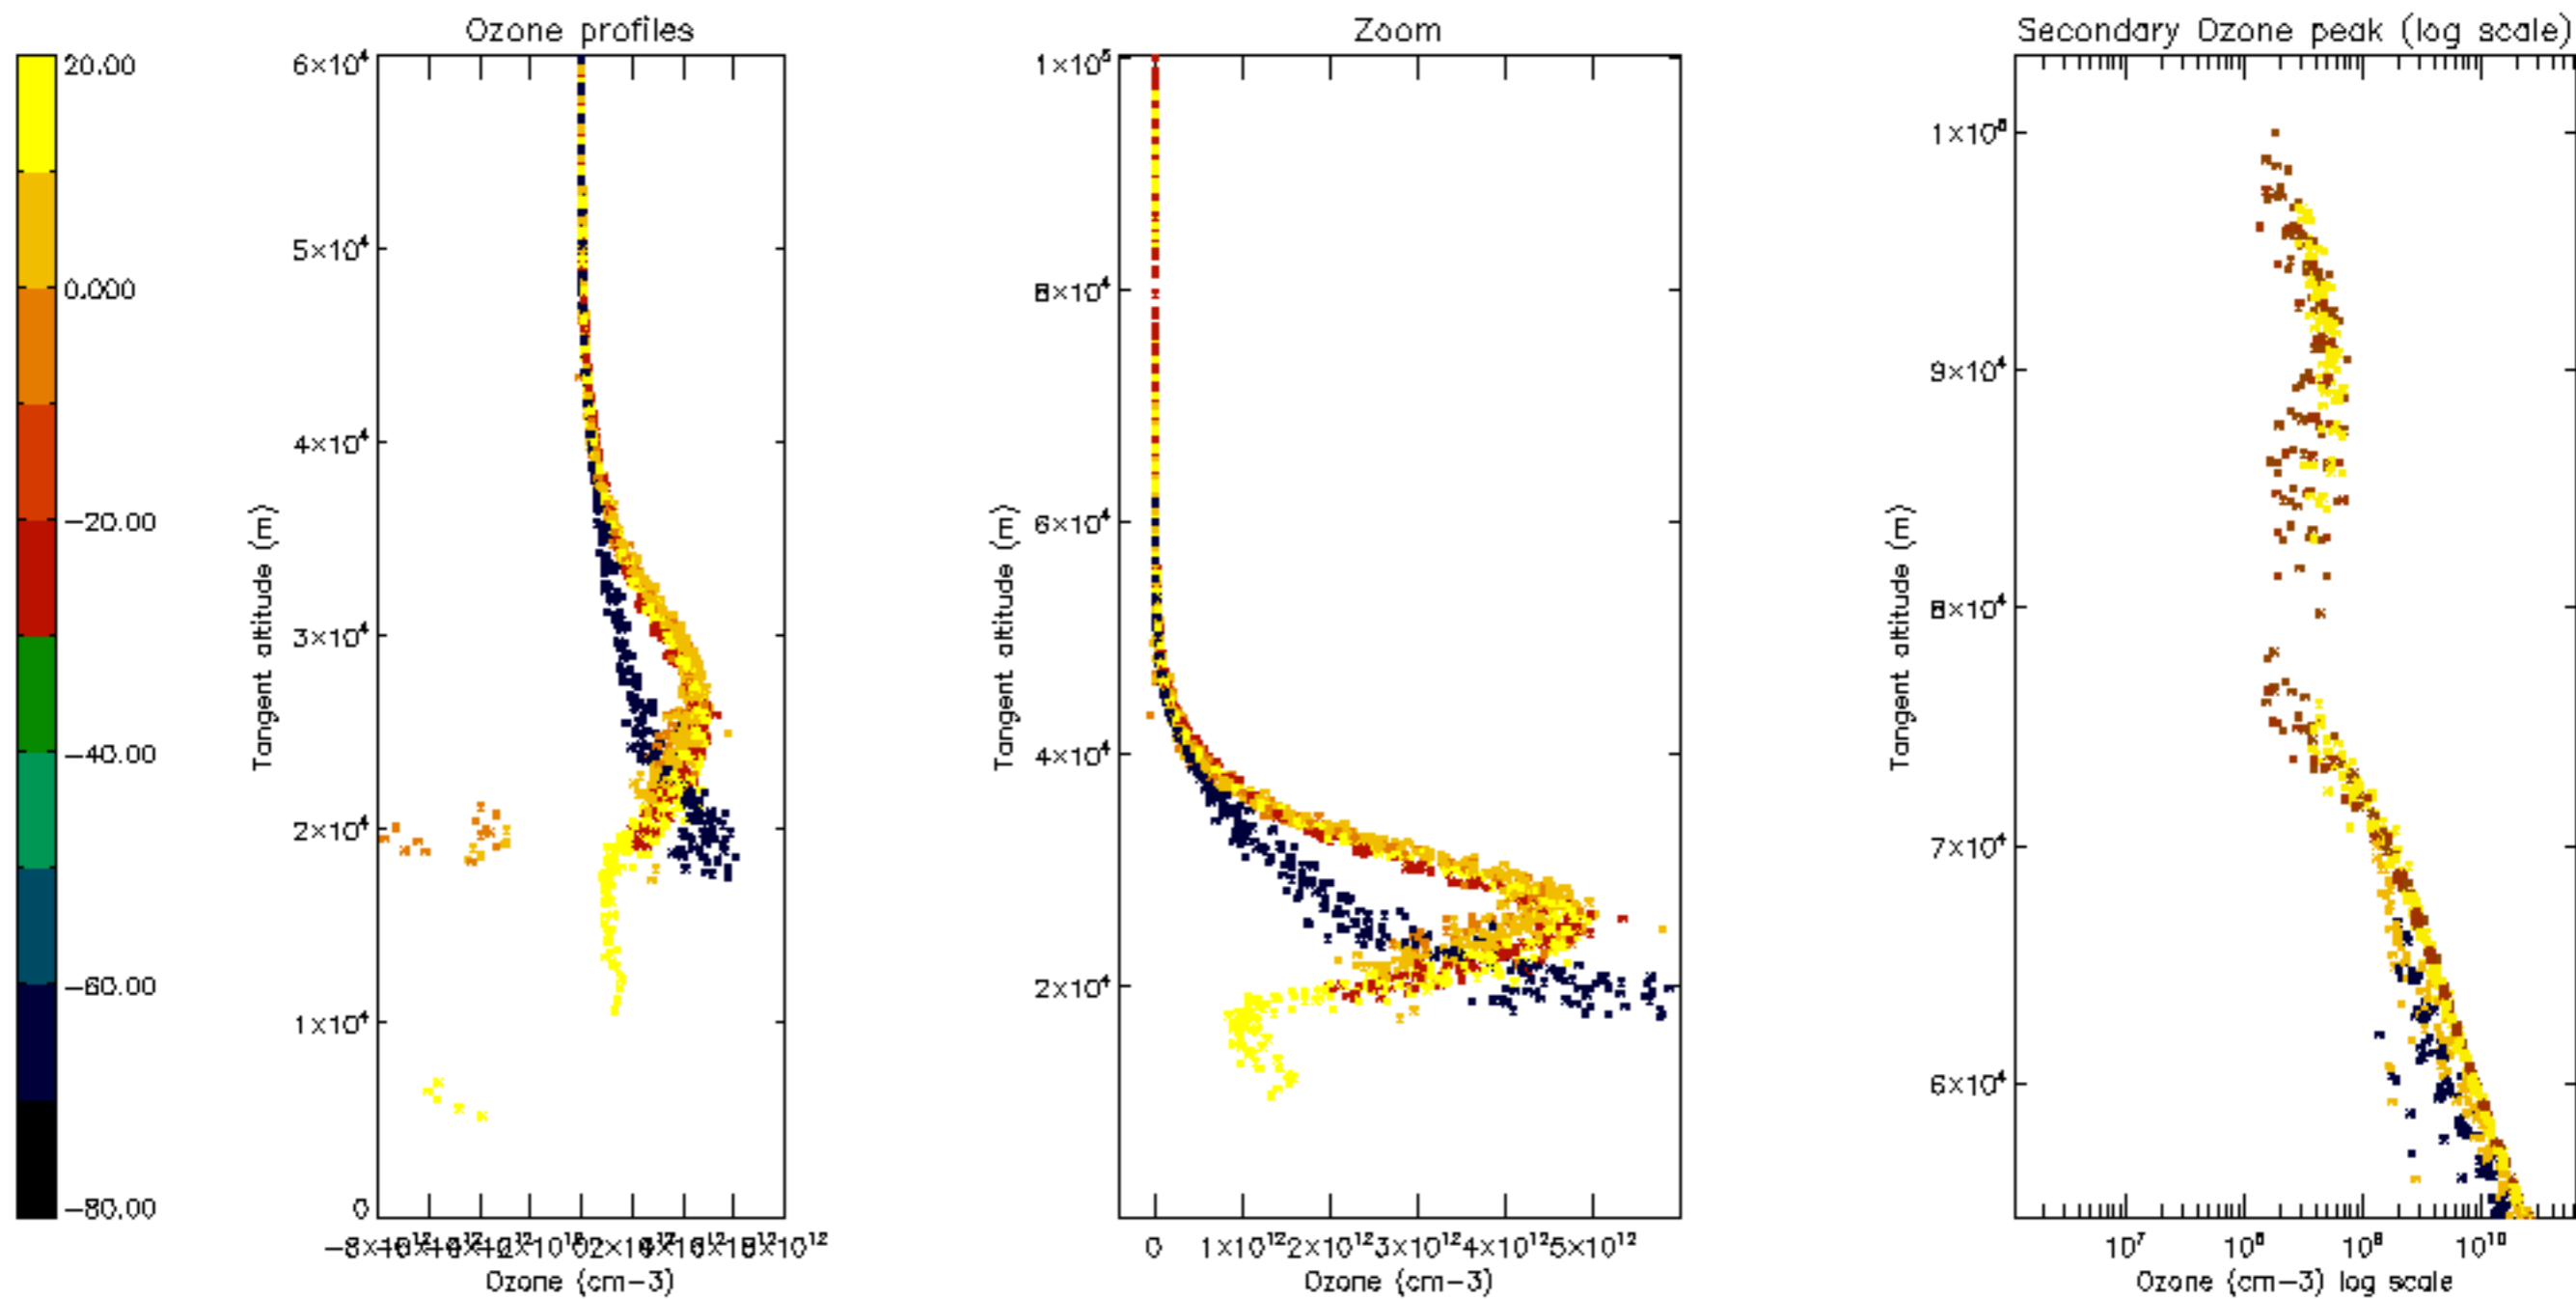 Ozone profiles
Zoom
Secondary Ozone peak (log scale)
20.00
0.000
−20.00
−40.00
−60.00
−80.00
6×10⁴
5×10⁴
4×10⁴
3×10⁴
2×10⁴
1×10⁴
0
Tangent altitude (m)
Ozone (cm−3)
1×10⁵
8×10⁴
6×10⁴
4×10⁴
2×10⁴
Tangent altitude (m)
0 1×10¹² 2×10¹² 3×10¹² 4×10¹² 5×10¹²
Ozone (cm−3)
9×10⁴
8×10⁴
7×10⁴
6×10⁴
Tangent altitude (m)
10⁷ 10⁸ 10⁹ 10¹⁰
Ozone (cm−3) log scale